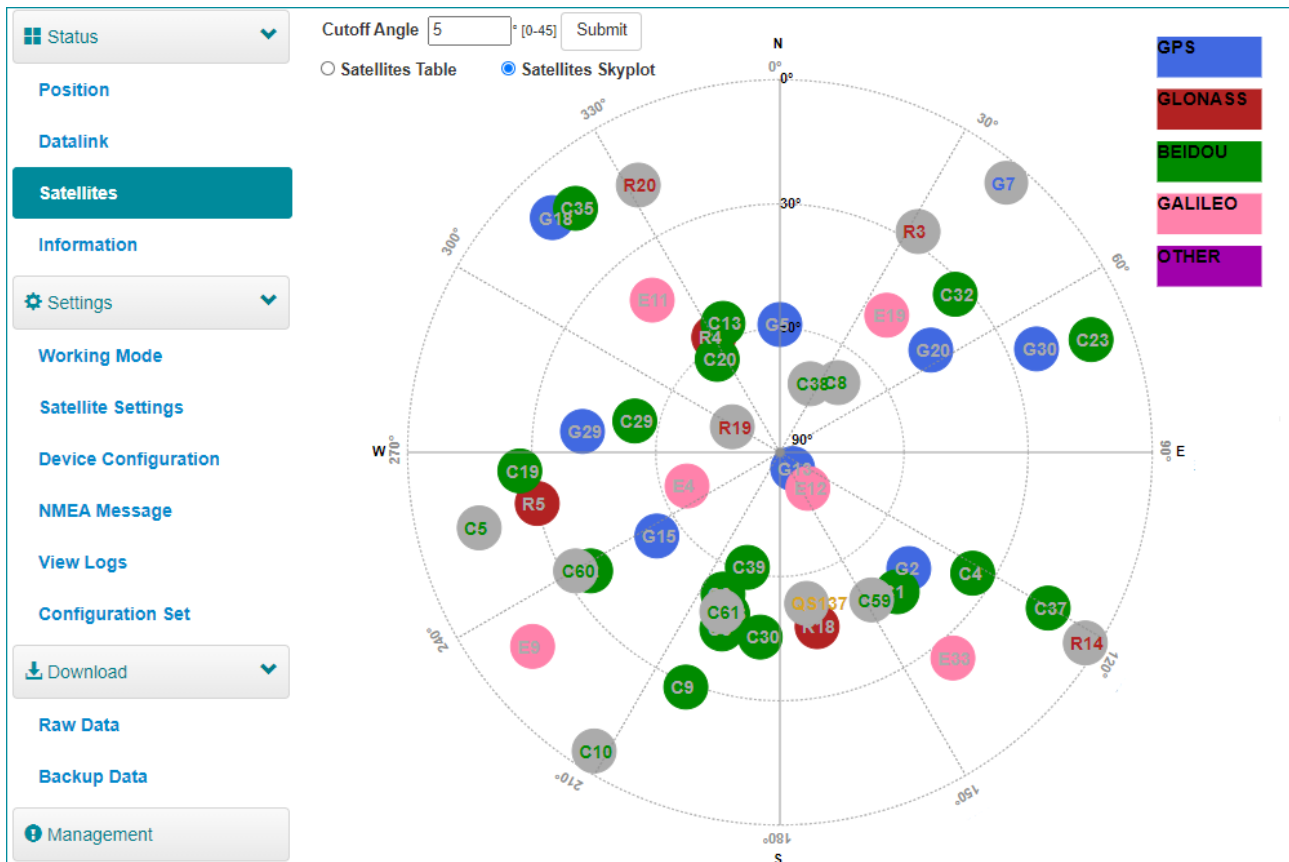 Status
Position
Datalink
Satellites
Information
Settings
Working Mode
Satellite Settings
Device Configuration
NMEA Message
View Logs
Configuration Set
Download
Raw Data
Backup Data
Management
Cutoff Angle 5 ° [0-45] Submit
Satellites Table Satellites Skyplot
N
0°
0°
330°
30°
G7
R20
C35
G18
30°
R3
300°
60°
E11
C32
C13
G5
E19
R4
C20
G20
G30
C23
C38
C8
C29
G29
R19
90°
W
270°
90°
E
C19
E4
E12
R5
C5
G15
C60
C39
G2
C4
C61
QS137
C59
C37
R18
C30
R14
240°
120°
E9
E33
C9
C10
210°
150°
180°
S
GPS
GLONASS
BEIDOU
GALILEO
OTHER